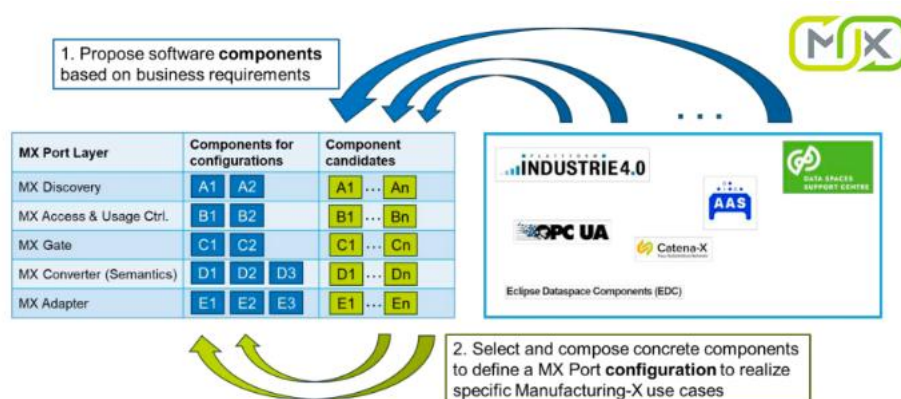 1. Propose software components
based on business requirements
MX
...
MX Port Layer
Components for
configurations
Component
candidates
MX Discovery
A1 A2
A1 ... An
MX Access & Usage Ctrl.
B1 B2
B1 ... Bn
MX Gate
C1 C2
C1 ... Cn
MX Converter (Semantics)
D1 D2 D3
D1 ... Dn
MX Adapter
E1 E2 E3
E1 ... En
PLATTFORM
INDUSTRIE 4.0
DATA SPACES
SUPPORT CENTRE
AAS
OPC UA
Catena-X
Eclipse Dataspace Components (EDC)
2. Select and compose concrete components
to define a MX Port configuration to realize
specific Manufacturing-X use cases